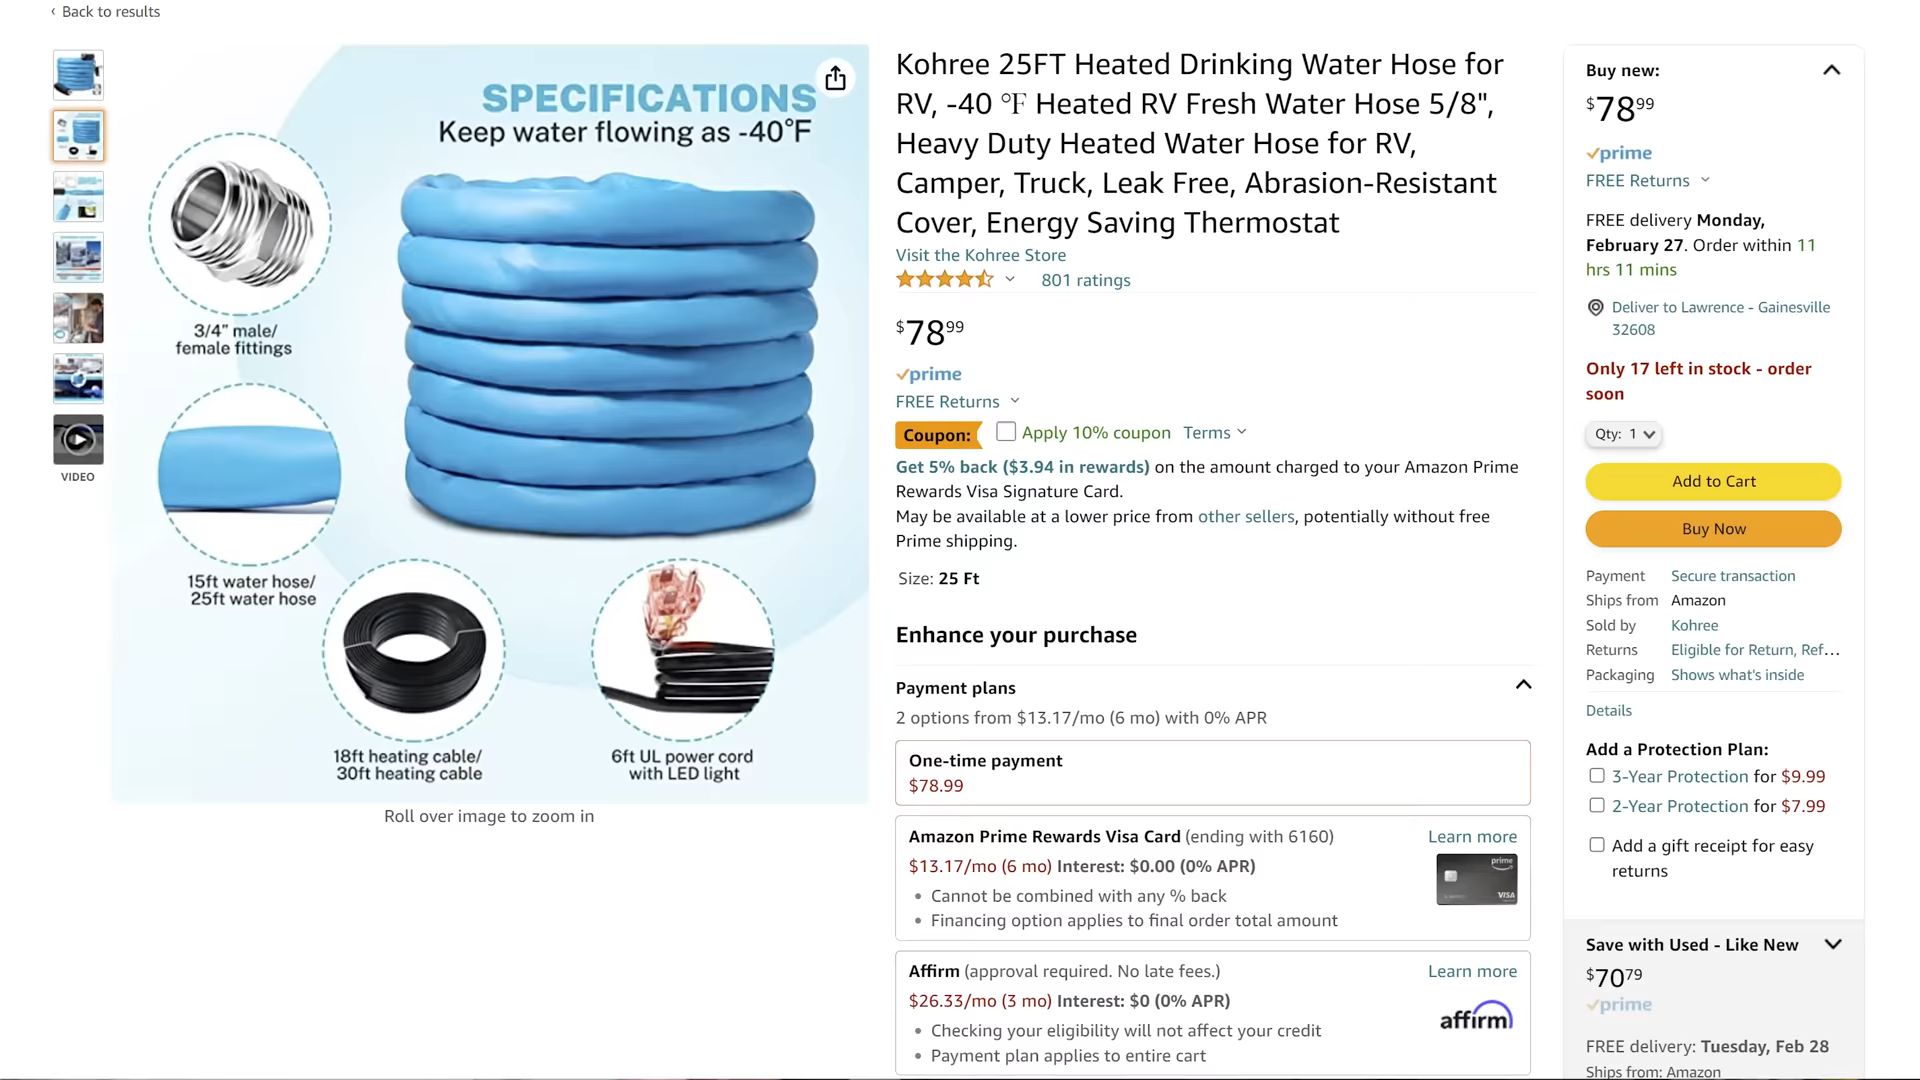 ‹ Back to results
VIDEO
SPECIFICATIONS
Keep water flowing as -40°F
3/4” male/
female fittings
15ft water hose/
25ft water hose
18ft heating cable/
30ft heating cable
6ft UL power cord
with LED light
Roll over image to zoom in
Kohree 25FT Heated Drinking Water Hose for
RV, -40 ℉ Heated RV Fresh Water Hose 5/8",
Heavy Duty Heated Water Hose for RV,
Camper, Truck, Leak Free, Abrasion-Resistant
Cover, Energy Saving Thermostat
Visit the Kohree Store
801 ratings
$78 99
prime
FREE Returns
Coupon: Apply 10% coupon Terms
Get 5% back ($3.94 in rewards) on the amount charged to your Amazon Prime
Rewards Visa Signature Card.
May be available at a lower price from other sellers, potentially without free
Prime shipping.
Size: 25 Ft
Enhance your purchase
Payment plans
2 options from $13.17/mo (6 mo) with 0% APR
One-time payment
$78.99
Amazon Prime Rewards Visa Card (ending with 6160) Learn more
$13.17/mo (6 mo) Interest: $0.00 (0% APR)
• Cannot be combined with any % back
• Financing option applies to final order total amount
prime
VISA
Affirm (approval required. No late fees.) Learn more
$26.33/mo (3 mo) Interest: $0 (0% APR)
• Checking your eligibility will not affect your credit
• Payment plan applies to entire cart
affirm
Buy new:
$78 99
prime
FREE Returns
FREE delivery Monday,
February 27. Order within 11
hrs 11 mins
Deliver to Lawrence - Gainesville
32608
Only 17 left in stock - order
soon
Qty: 1
Add to Cart
Buy Now
Payment Secure transaction
Ships from Amazon
Sold by Kohree
Returns Eligible for Return, Ref…
Packaging Shows what's inside
Details
Add a Protection Plan:
3-Year Protection for $9.99
2-Year Protection for $7.99
Add a gift receipt for easy
returns
Save with Used - Like New
$70 79
prime
FREE delivery: Tuesday, Feb 28
Ships from: Amazon